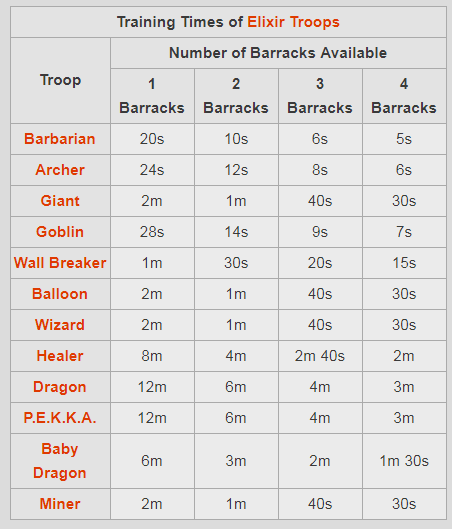 Training Times of Elixir Troops
Troop
Number of Barracks Available
1 Barracks 2 Barracks 3 Barracks 4 Barracks
Barbarian 20s 10s 6s 5s
Archer 24s 12s 8s 6s
Giant 2m 1m 40s 30s
Goblin 28s 14s 9s 7s
Wall Breaker 1m 30s 20s 15s
Balloon 2m 1m 40s 30s
Wizard 2m 1m 40s 30s
Healer 8m 4m 2m 40s 2m
Dragon 12m 6m 4m 3m
P.E.K.K.A. 12m 6m 4m 3m
Baby Dragon 6m 3m 2m 1m 30s
Miner 2m 1m 40s 30s